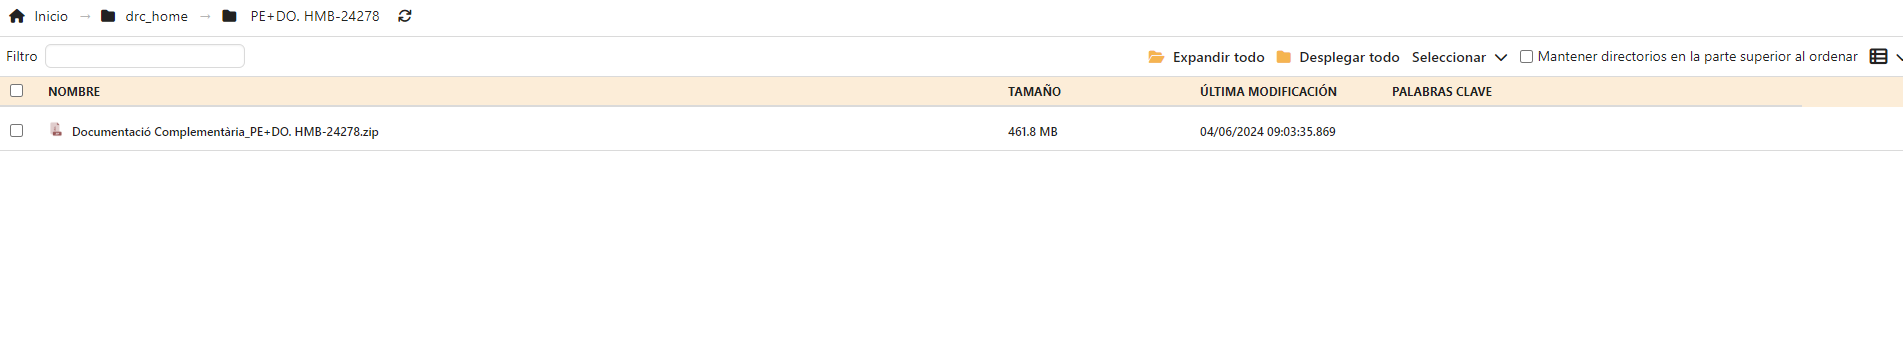 Inicio → drc_home → PE+DO. HMB-24278
Filtro Expandir todo Desplegar todo Seleccionar Mantener directorios en la parte superior al ordenar
NOMBRE TAMAÑO ÚLTIMA MODIFICACIÓN PALABRAS CLAVE
Documentació Complementària_PE+DO. HMB-24278.zip 461.8 MB 04/06/2024 09:03:35.869